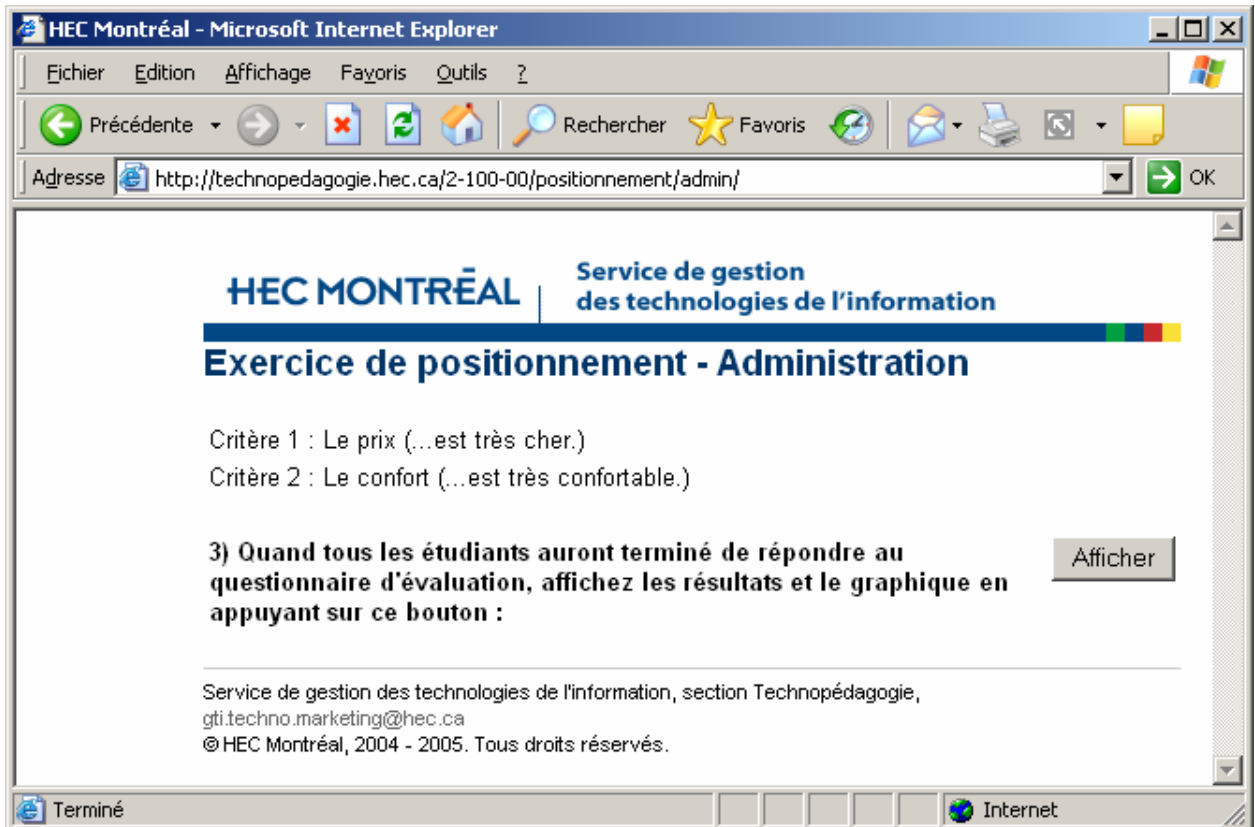 HEC Montréal - Microsoft Internet Explorer
Fichier Edition Affichage Favoris Outils ?
Précédente Rechercher Favoris
Adresse http://technopedagogie.hec.ca/2-100-00/positionnement/admin/ OK
HEC MONTRĒAL
Service de gestion
des technologies de l'information
Exercice de positionnement - Administration
Critère 1 : Le prix (...est très cher.)
Critère 2 : Le confort (...est très confortable.)
3) Quand tous les étudiants auront terminé de répondre au
questionnaire d'évaluation, affichez les résultats et le graphique en
appuyant sur ce bouton :
Afficher
Service de gestion des technologies de l'information, section Technopédagogie,
gti.techno.marketing@hec.ca
© HEC Montréal, 2004 - 2005. Tous droits réservés.
Terminé Internet